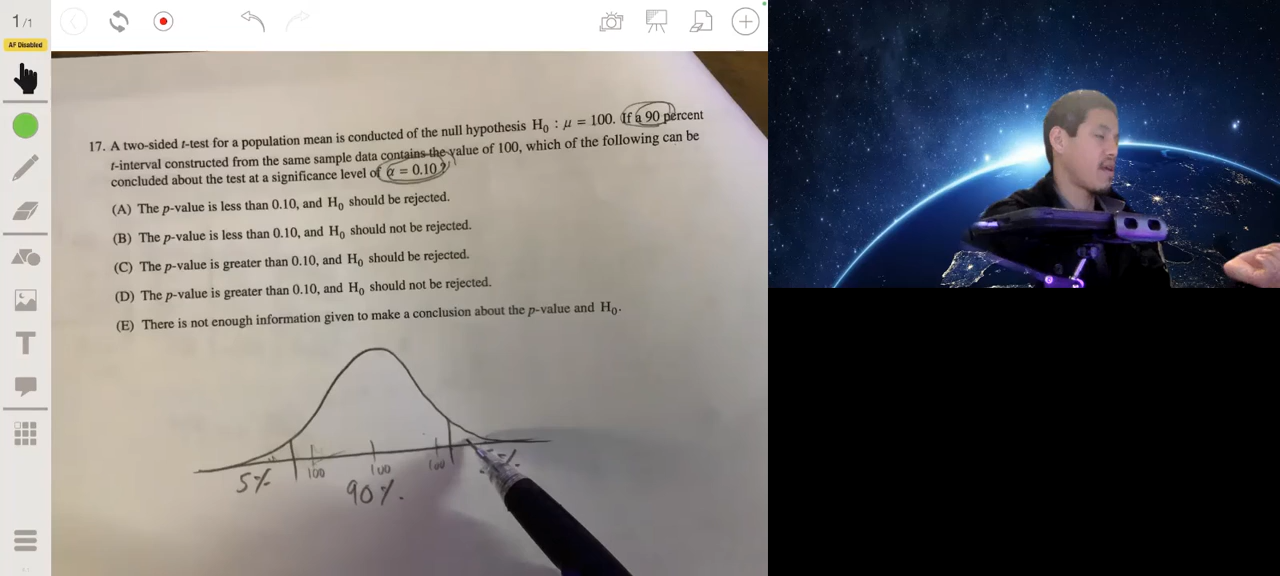 1/1
AF Disabled
17. A two-sided t-test for a population mean is conducted of the null hypothesis H₀ : μ = 100. If a 90 percent
t-interval constructed from the same sample data contains the value of 100, which of the following can be
concluded about the test at a significance level of α = 0.10?
(A) The p-value is less than 0.10, and H₀ should be rejected.
(B) The p-value is less than 0.10, and H₀ should not be rejected.
(C) The p-value is greater than 0.10, and H₀ should be rejected.
(D) The p-value is greater than 0.10, and H₀ should not be rejected.
(E) There is not enough information given to make a conclusion about the p-value and H₀.
5% 100 100 100
90%.
T